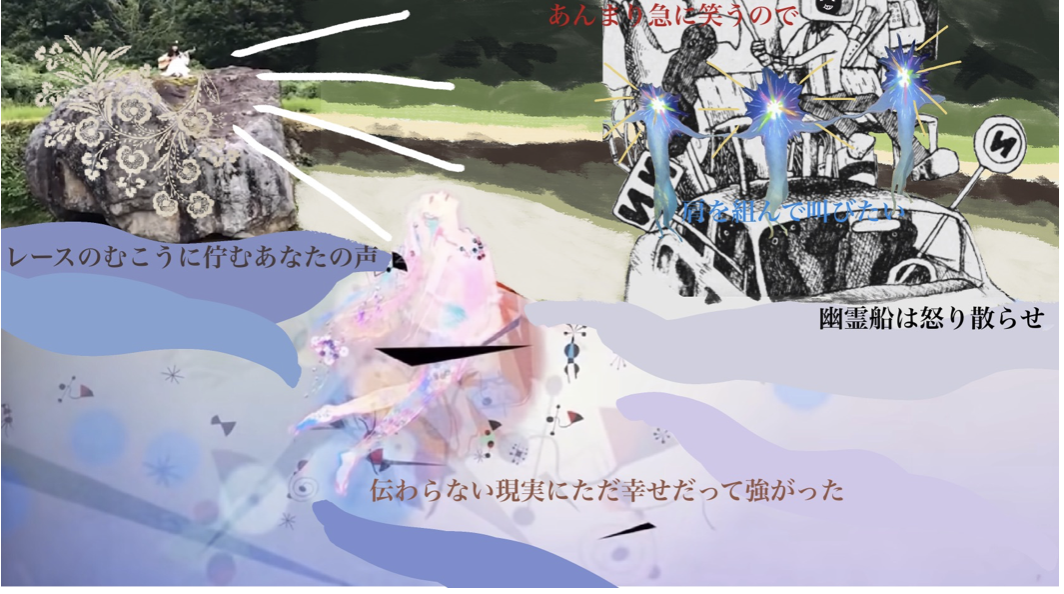 あんまり急に笑うので
肩を組んで叫びたい
レースのむこうに佇むあなたの声
幽霊船は怒り散らせ
伝わらない現実にただ幸せだって強がった